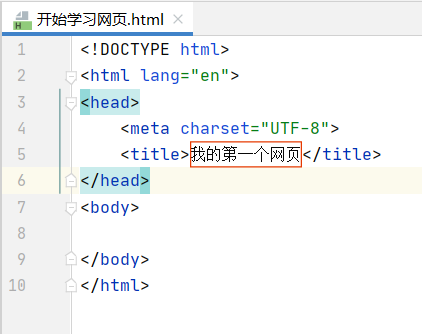 开始学习网页.html
1 <!DOCTYPE html>
2 <html lang="en">
3 <head>
4 <meta charset="UTF-8">
5 <title>我的第一个网页</title>
6 </head>
7 <body>
8
9 </body>
10 </html>